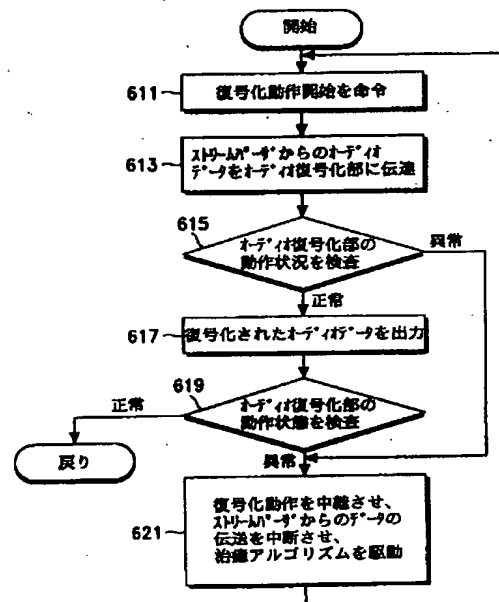 開始
611
復号化動作開始を命令
613
ストリームパーザからのオーディオ
データをオーディオ復号化部に伝達
615
オーディオ復号化部の
動作状況を検査
異常
正常
617
復号化されたオーディオデータを出力
619
オーディオ復号化部の
動作状態を検査
正常
戻り
異常
621
復号化動作を中継させ、
ストリームパーザからのデータの
伝送を中断させ、
治癒アルゴリズムを駆動